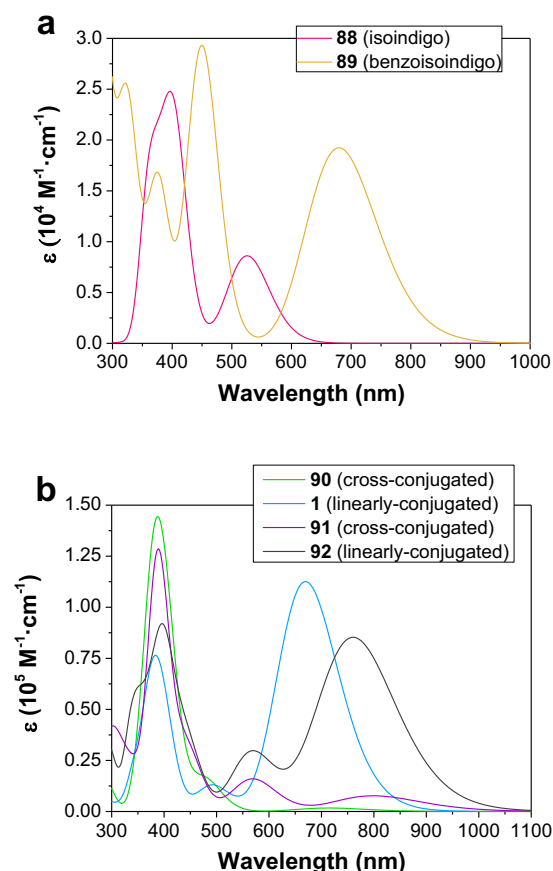 a
88 (isoindigo)
89 (benzoisoindigo)
ε (10⁴ M⁻¹·cm⁻¹)
3.0
2.5
2.0
1.5
1.0
0.5
0.0
300 400 500 600 700 800 900 1000
Wavelength (nm)
b
90 (cross-conjugated)
1 (linearly-conjugated)
91 (cross-conjugated)
92 (linearly-conjugated)
ε (10⁵ M⁻¹·cm⁻¹)
1.50
1.25
1.00
0.75
0.50
0.25
0.00
300 400 500 600 700 800 900 1000 1100
Wavelength (nm)